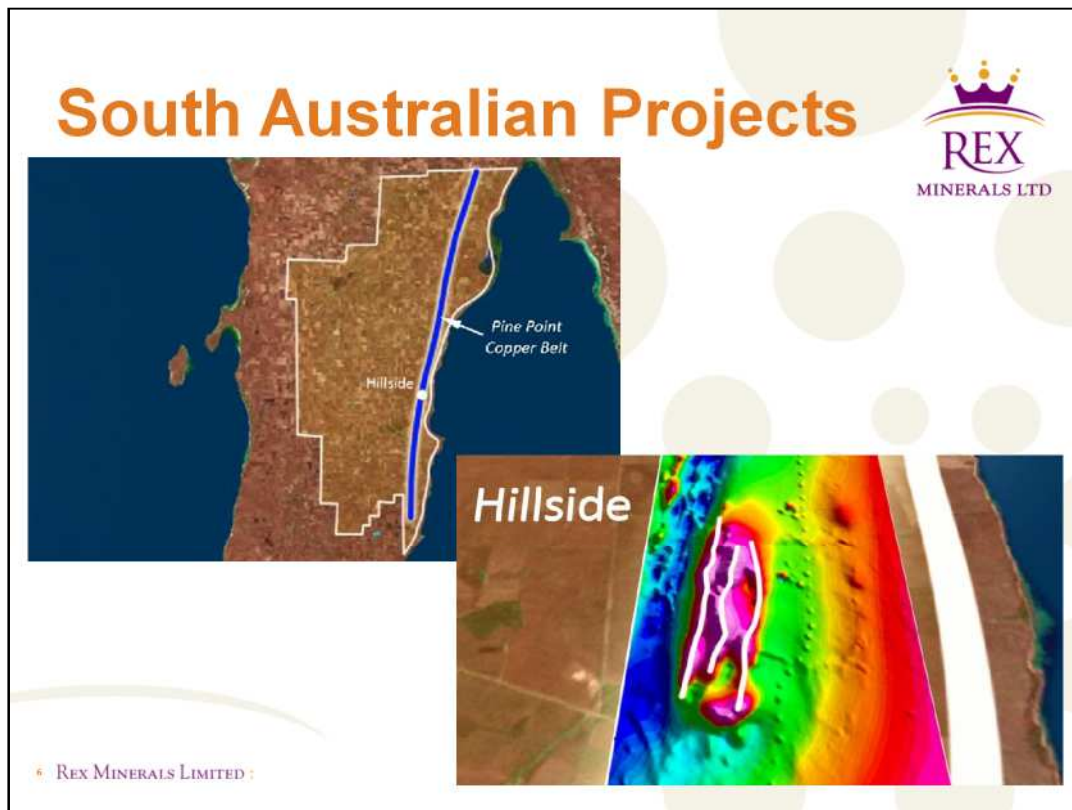 South Australian Projects
REX
MINERALS LTD
Pine Point
Copper Belt
Hillside
Hillside
6 REX MINERALS LIMITED :